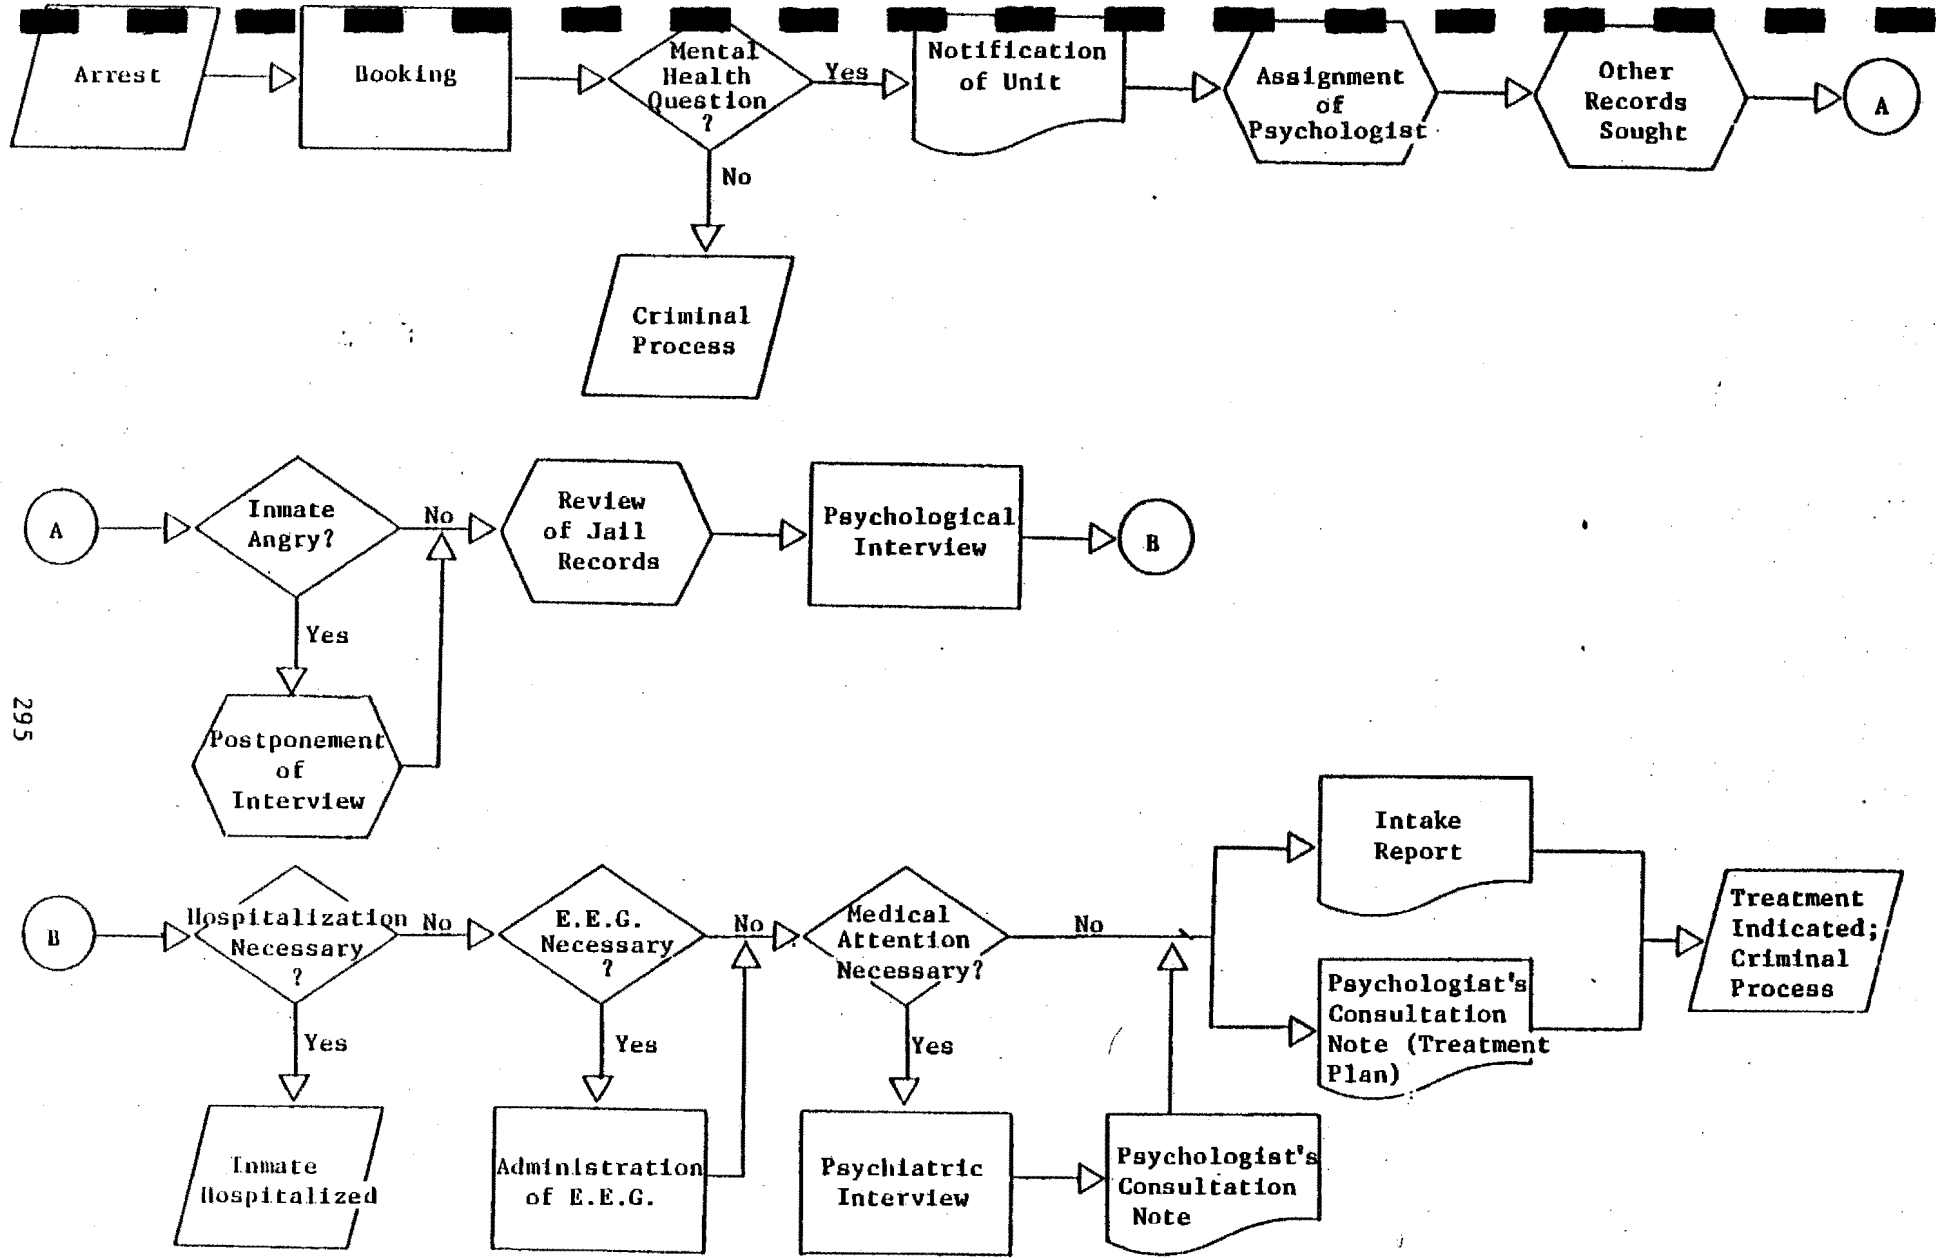 Arrest
Booking
Mental
Health
Question
?
Yes
No
Notification
of Unit
Assignment
of
Psychologist
Other
Records
Sought
A
Criminal
Process
A
Inmate
Angry?
No
Yes
Review
of Jail
Records
Psychological
Interview
B
Postponement
of
Interview
295
B
Hospitalization
Necessary
?
No
Yes
E.E.G.
Necessary
?
No
Yes
Medical
Attention
Necessary?
No
Yes
Intake
Report
Psychologist's
Consultation
Note (Treatment
Plan)
Treatment
Indicated;
Criminal
Process
Inmate
Hospitalized
Administration
of E.E.G.
Psychiatric
Interview
Psychologist's
Consultation
Note